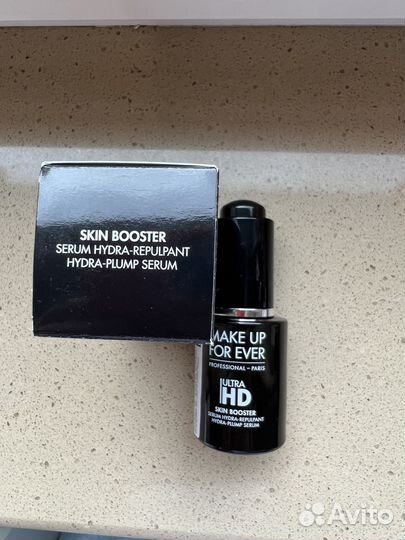 SKIN BOOSTER
SERUM HYDRA-REPULPANT
HYDRA-PLUMP SERUM
MAKE UP
FOR EVER
PROFESSIONAL – PARIS
ULTRA
HD
SKIN BOOSTER
SERUM HYDRA-REPULPANT
HYDRA-PLUMP SERUM
Avito